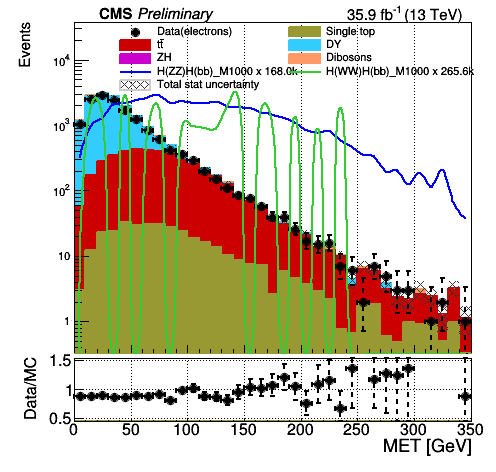 CMS Preliminary 35.9 fb⁻¹ (13 TeV)
Data(electrons) Single top
tt̄ DY
ZH Dibosons
H(ZZ)H(bb)_M1000 x 168.0k H(WW)H(bb)_M1000 x 265.6k
Total stat uncertainty
Events
10⁴
10³
10²
10
1
Data/MC
1.5
1.0
0.5
0 50 100 150 200 250 300 350
MET [GeV]